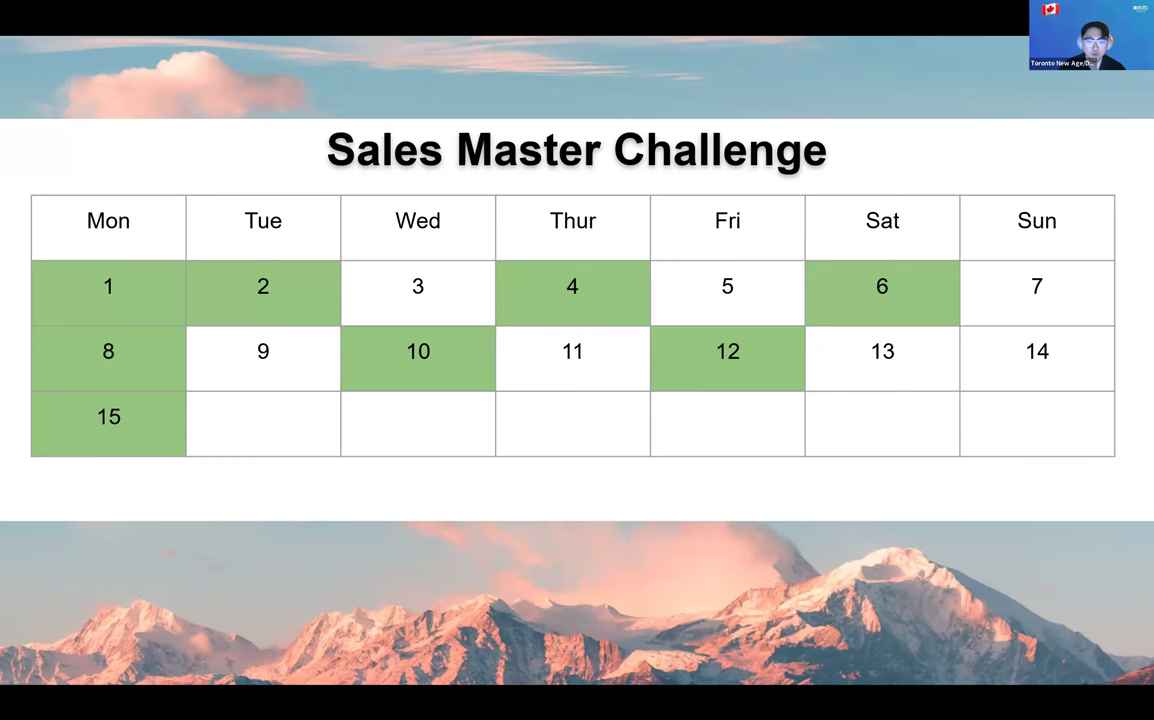 Toronto New Age/D...
Sales Master Challenge
Mon Tue Wed Thur Fri Sat Sun
1 2 3 4 5 6 7
8 9 10 11 12 13 14
15